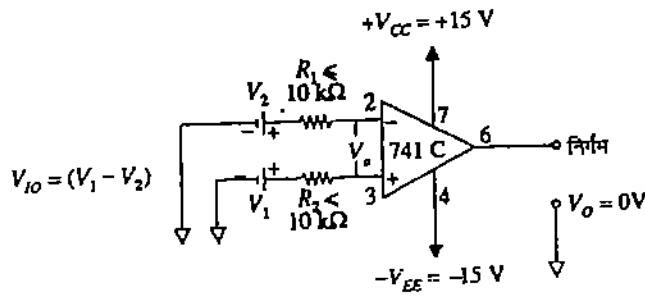 +V_CC = +15 V
R_1 ≤
10 kΩ
V_2
2
7
6
- +
-
741 C
निर्गम
V_IO = (V_1 − V_2)
- +
+
V_1
R_2 ≤
10 kΩ
3
4
V_O = 0V
−V_EE = −15 V